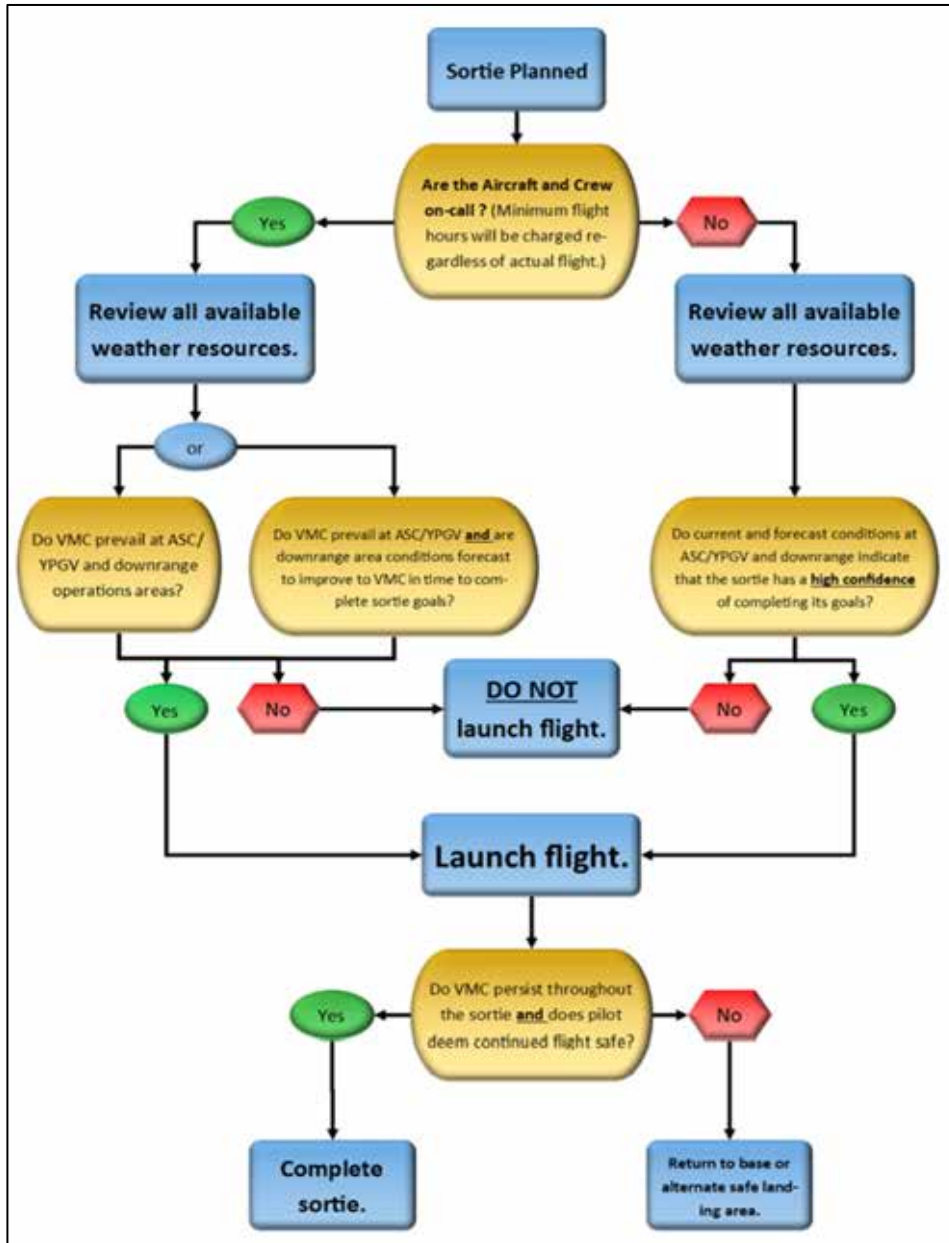 Sortie Planned
Are the Aircraft and Crew
on-call ? (Minimum flight
hours will be charged re-
gardless of actual flight.)
Yes
No
Review all available
weather resources.
Review all available
weather resources.
or
Do VMC prevail at ASC/
YPGV and downrange
operations areas?
Do VMC prevail at ASC/YPGV and are
downrange area conditions forecast
to improve to VMC in time to com-
plete sortie goals?
Do current and forecast conditions at
ASC/YPGV and downrange indicate
that the sortie has a high confidence
of completing its goals?
Yes
No
DO NOT
launch flight.
No
Yes
Launch flight.
Do VMC persist throughout
the sortie and does pilot
deem continued flight safe?
Yes
No
Complete
sortie.
Return to base or
alternate safe land-
ing area.